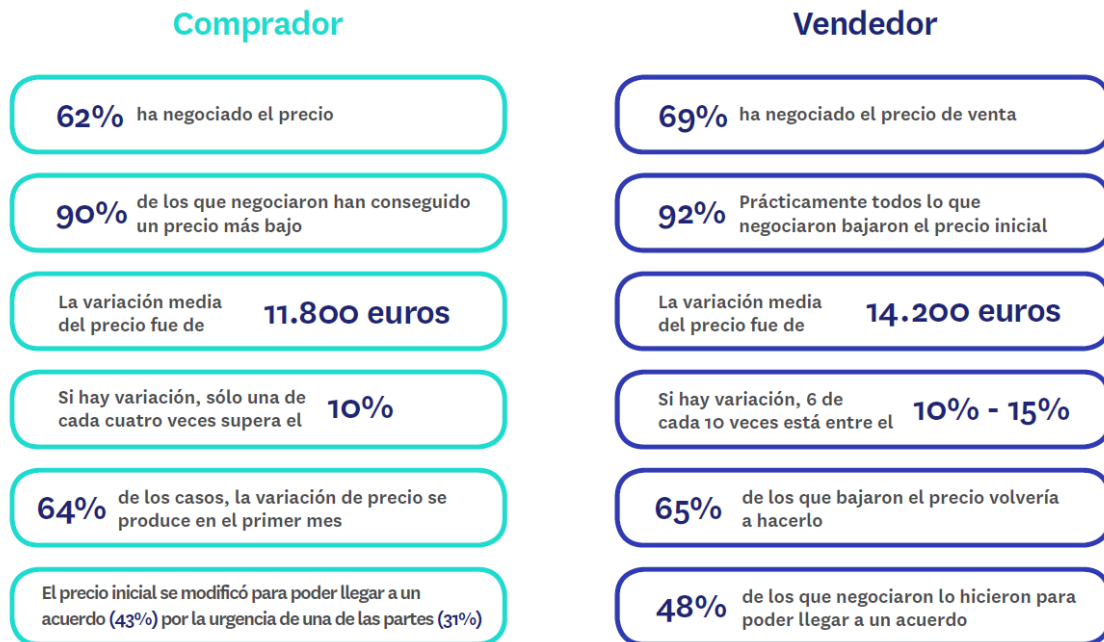 Comprador
62% ha negociado el precio
90% de los que negociaron han conseguido
un precio más bajo
La variación media
del precio fue de 11.800 euros
Si hay variación, sólo una de
cada cuatro veces supera el 10%
64% de los casos, la variación de precio se
produce en el primer mes
El precio inicial se modificó para poder llegar a un
acuerdo (43%) por la urgencia de una de las partes (31%)
Vendedor
69% ha negociado el precio de venta
92% Prácticamente todos lo que
negociaron bajaron el precio inicial
La variación media
del precio fue de 14.200 euros
Si hay variación, 6 de
cada 10 veces está entre el 10% - 15%
65% de los que bajaron el precio volvería
a hacerlo
48% de los que negociaron lo hicieron para
poder llegar a un acuerdo